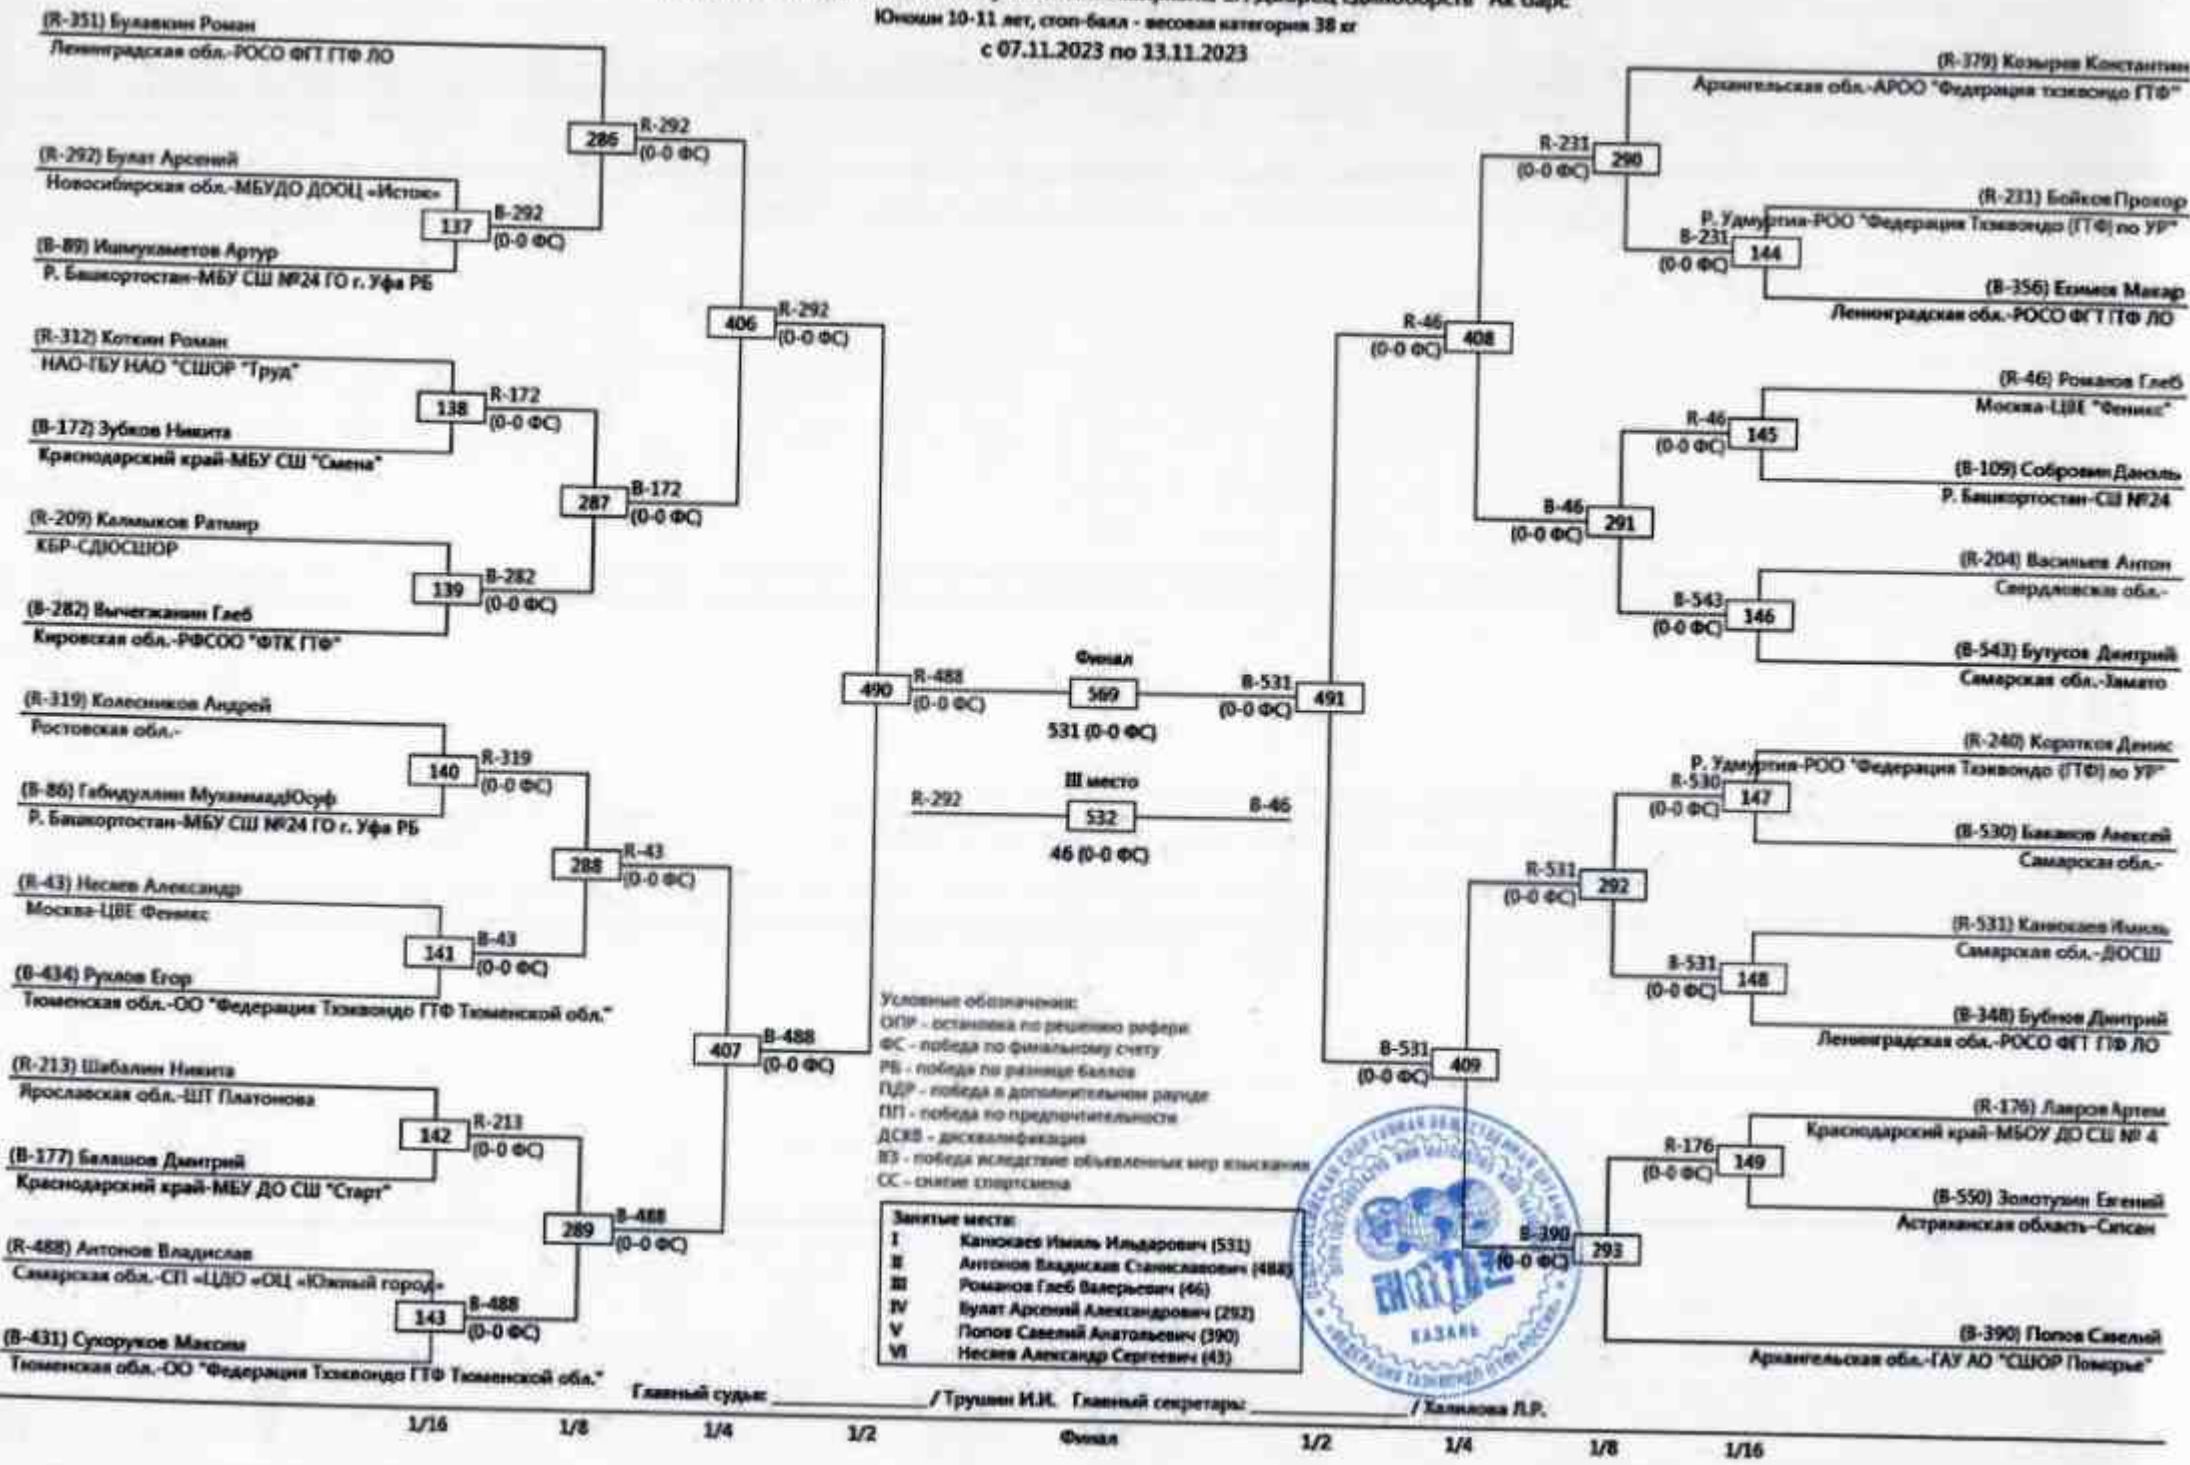 Юноши 10-11 лет, стоп-балл - весовая категория 38 кг
с 07.11.2023 по 13.11.2023
(R-351) Булавкин Роман
Ленинградская обл.-РОСО ФГТ ГТФ ЛО
286
R-292
(0-0 ФС)
(R-292) Булат Арсений
Новосибирская обл.-МБУДО ДООЦ «Исток»
137
B-292
(0-0 ФС)
(B-89) Ишмухаметов Артур
Р. Башкортостан-МБУ СШ №24 ГО г. Уфа РБ
406
R-292
(0-0 ФС)
(R-312) Коткин Роман
НАО-ГБУ НАО "СШОР "Труд"
138
R-172
(0-0 ФС)
(B-172) Зубков Никита
Краснодарский край-МБУ СШ "Смена"
287
B-172
(0-0 ФС)
(R-209) Калмыков Ратмир
КБР-СДЮСШОР
139
B-282
(0-0 ФС)
(B-282) Вычегжанин Глеб
Кировская обл.-РФСОО "ФТК ГТФ"
490
R-488
(0-0 ФС)
(R-319) Колесников Андрей
Ростовская обл.-
140
R-319
(0-0 ФС)
(B-86) Габидуллин МухаммадЮсуф
Р. Башкортостан-МБУ СШ №24 ГО г. Уфа РБ
288
R-43
(0-0 ФС)
(R-43) Несяев Александр
Москва-ЦВЕ Феникс
141
B-43
(0-0 ФС)
(B-434) Рухлов Егор
Тюменская обл.-ОО "Федерация Тхэквондо ГТФ Тюменской обл."
407
B-488
(0-0 ФС)
(R-213) Шабалин Никита
Ярославская обл.-ШТ Платонова
142
R-213
(0-0 ФС)
(B-177) Балашов Дмитрий
Краснодарский край-МБУ ДО СШ "Старт"
289
B-488
(0-0 ФС)
(R-488) Антонов Владислав
Самарская обл.-СП «ЦДО «ОЦ «Южный город»
143
B-488
(0-0 ФС)
(B-431) Сухоруков Максим
Тюменская обл.-ОО "Федерация Тхэквондо ГТФ Тюменской обл."
Финал
569
531 (0-0 ФС)
III место
R-292
532
B-46
46 (0-0 ФС)
(R-379) Козырев Константин
Архангельская обл.-АРОО "Федерация тхэквондо ГТФ"
R-231
(0-0 ФС)
290
(R-231) Бойков Прохор
Р. Удмуртия-РОО "Федерация Тхэквондо (ГТФ) по УР"
B-231
(0-0 ФС)
144
(B-356) Екимов Макар
Ленинградская обл.-РОСО ФГТ ГТФ ЛО
R-46
(0-0 ФС)
408
(R-46) Романов Глеб
Москва-ЦВЕ "Феникс"
R-46
(0-0 ФС)
145
(B-109) Собровин Даниэль
Р. Башкортостан-СШ №24
B-46
(0-0 ФС)
291
(R-204) Васильев Антон
Свердловская обл.-
B-543
(0-0 ФС)
146
(B-543) Бутусов Дмитрий
Самарская обл.-Замато
B-531
(0-0 ФС)
491
(R-240) Коротков Денис
Р. Удмуртия-РОО "Федерация Тхэквондо (ГТФ) по УР"
R-530
(0-0 ФС)
147
(B-530) Баканов Алексей
Самарская обл.-
R-531
(0-0 ФС)
292
(R-531) Канюкаев Имиль
Самарская обл.-ДОСШ
B-531
(0-0 ФС)
148
(B-348) Бубнов Дмитрий
Ленинградская обл.-РОСО ФГТ ГТФ ЛО
B-531
(0-0 ФС)
409
(R-176) Лавров Артем
Краснодарский край-МБОУ ДО СШ № 4
R-176
(0-0 ФС)
149
(B-550) Золотухин Евгений
Астраханская область-Сапсан
B-390
(0-0 ФС)
293
(B-390) Попов Савелий
Архангельская обл.-ГАУ АО "СШОР Поморье"
Условные обозначения:
ОПР - остановка по решению рефери
ФС - победа по финальному счету
РБ - победа по разнице баллов
ПДР - победа в дополнительном раунде
ПП - победа по предпочтительности
ДСКВ - дисквалификация
ВЗ - победа вследствие объявленных мер взыскания
СС - снятие спортсмена
Занятые места:
I Канюкаев Имиль Ильдарович (531)
II Антонов Владислав Станиславович (488)
III Романов Глеб Валерьевич (46)
IV Булат Арсений Александрович (292)
V Попов Савелий Анатольевич (390)
VI Несяев Александр Сергеевич (43)
КАЗАНЬ
Главный судья: ____________ / Трушин И.И. Главный секретарь: ____________ / Халилова Л.Р.
1/16 1/8 1/4 1/2 Финал 1/2 1/4 1/8 1/16